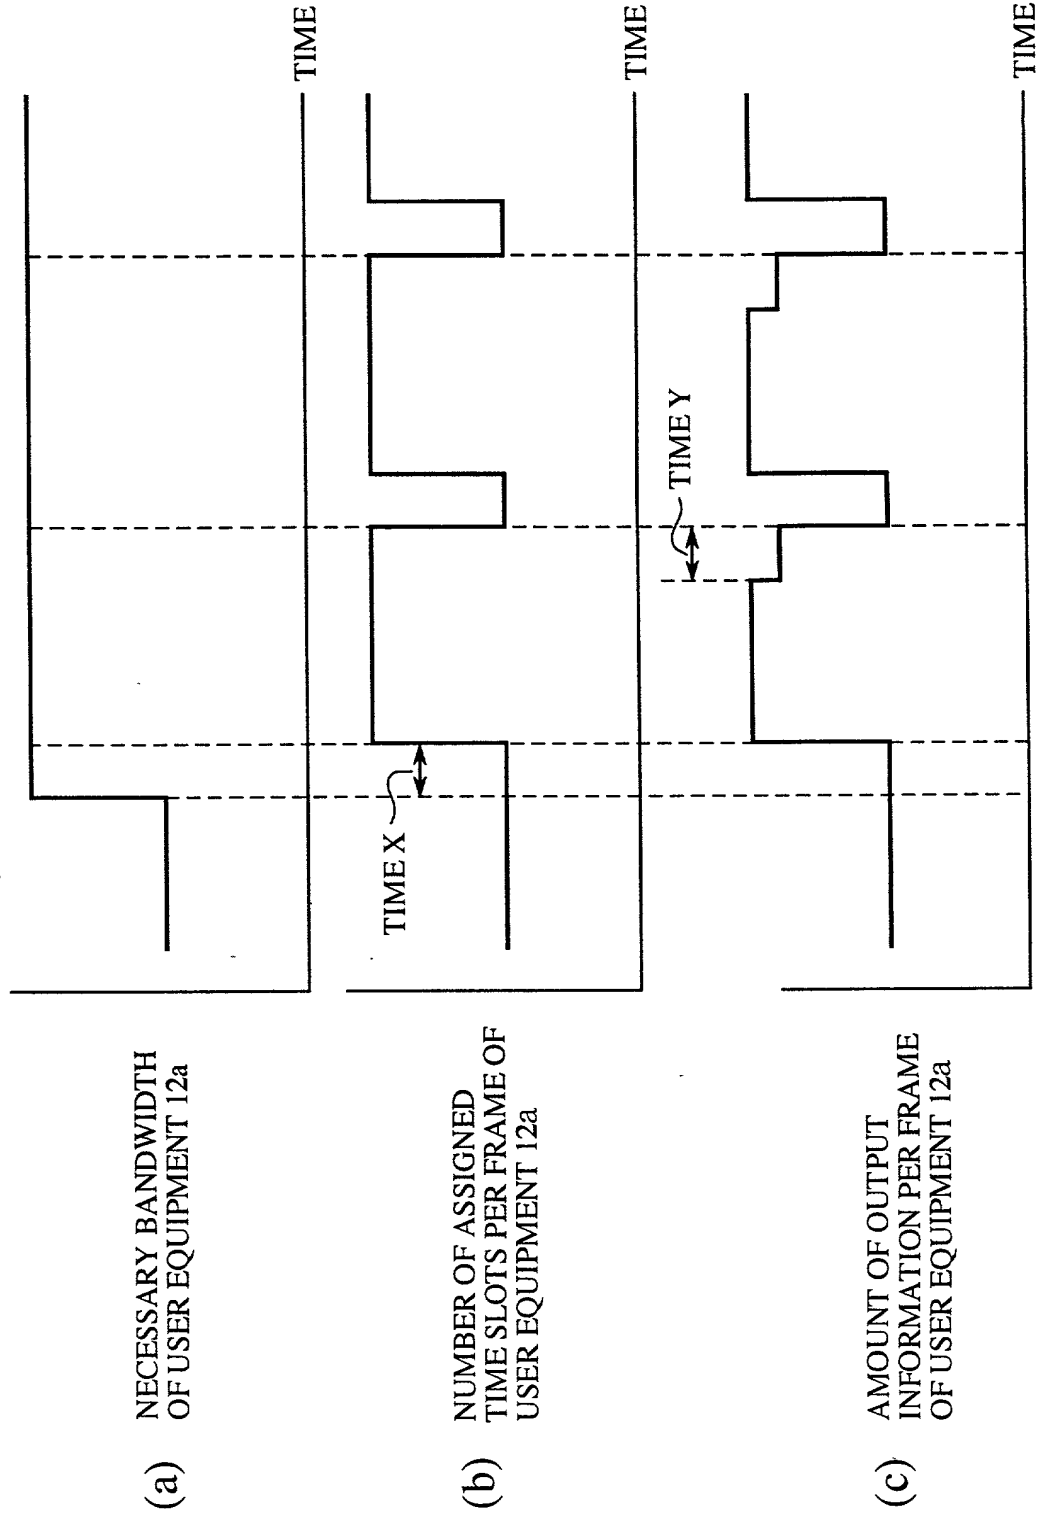 (a) NECESSARY BANDWIDTH
OF USER EQUIPMENT 12a
TIME
(b) NUMBER OF ASSIGNED
TIME SLOTS PER FRAME OF
USER EQUIPMENT 12a
TIME X
TIME
(c) AMOUNT OF OUTPUT
INFORMATION PER FRAME
OF USER EQUIPMENT 12a
TIME Y
TIME